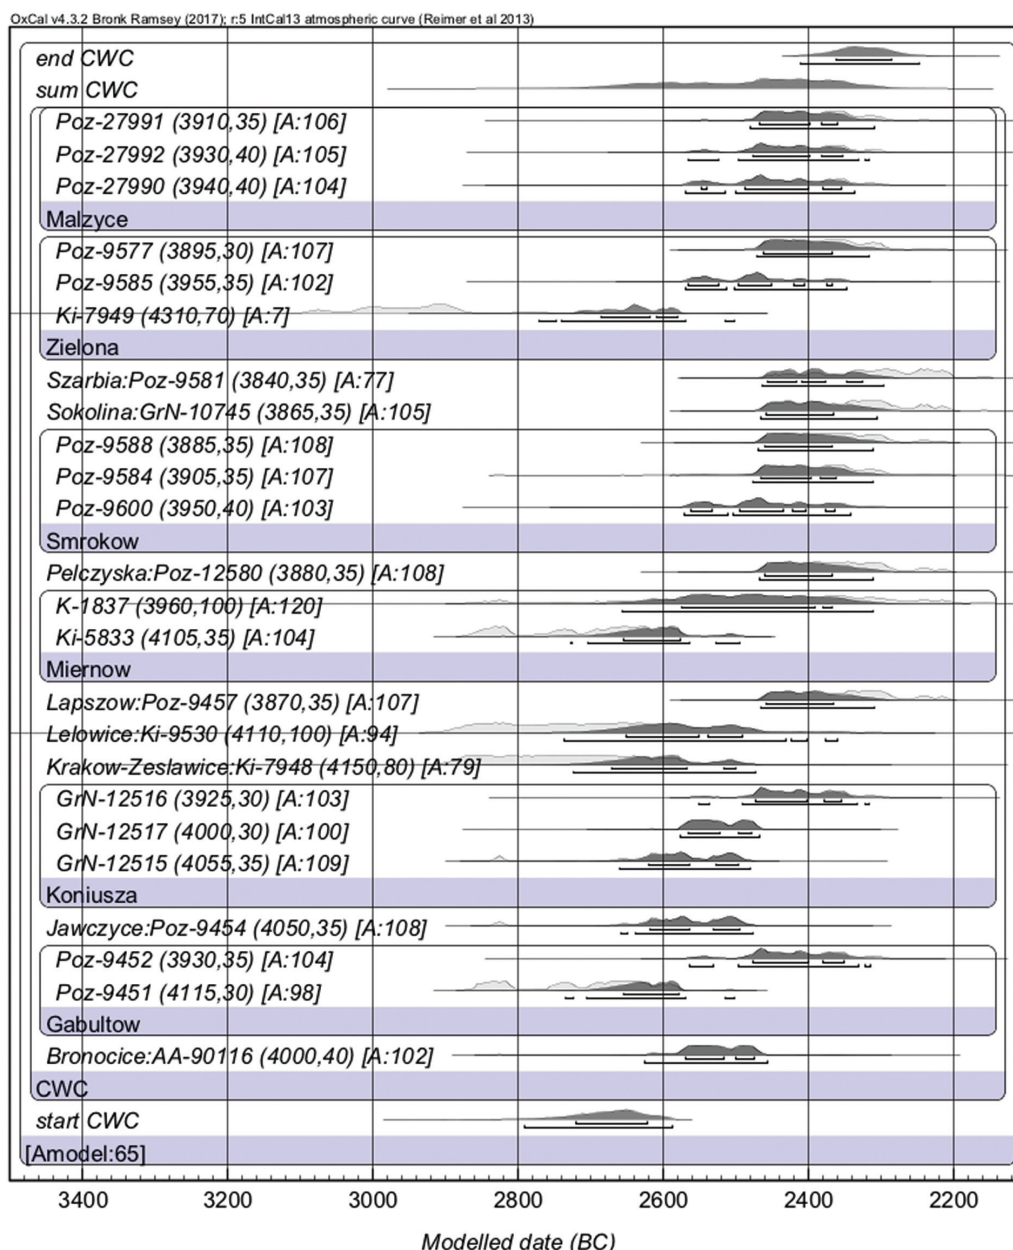 OxCal v4.3.2 Bronk Ramsey (2017); r:5 IntCal13 atmospheric curve (Reimer et al 2013)
end CWC
sum CWC
Poz-27991 (3910,35) [A:106]
Poz-27992 (3930,40) [A:105]
Poz-27990 (3940,40) [A:104]
Malzyce
Poz-9577 (3895,30) [A:107]
Poz-9585 (3955,35) [A:102]
Ki-7949 (4310,70) [A:7]
Zielona
Szarbia:Poz-9581 (3840,35) [A:77]
Sokolina:GrN-10745 (3865,35) [A:105]
Poz-9588 (3885,35) [A:108]
Poz-9584 (3905,35) [A:107]
Poz-9600 (3950,40) [A:103]
Smrokow
Pelczyska:Poz-12580 (3880,35) [A:108]
K-1837 (3960,100) [A:120]
Ki-5833 (4105,35) [A:104]
Miernow
Lapszow:Poz-9457 (3870,35) [A:107]
Lelowice:Ki-9530 (4110,100) [A:94]
Krakow-Zeslawice:Ki-7948 (4150,80) [A:79]
GrN-12516 (3925,30) [A:103]
GrN-12517 (4000,30) [A:100]
GrN-12515 (4055,35) [A:109]
Koniusza
Jawczyce:Poz-9454 (4050,35) [A:108]
Poz-9452 (3930,35) [A:104]
Poz-9451 (4115,30) [A:98]
Gabultow
Bronocice:AA-90116 (4000,40) [A:102]
CWC
start CWC
[Amodel:65]
3400 3200 3000 2800 2600 2400 2200
Modelled date (BC)